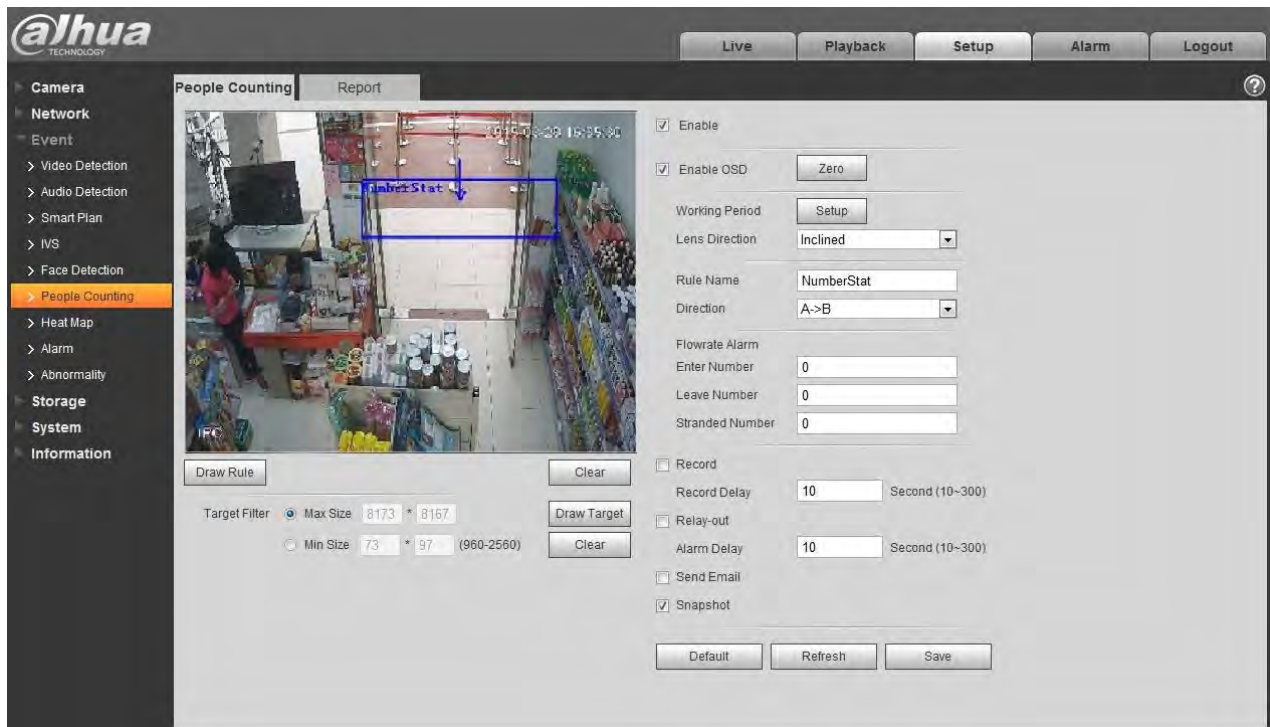 alhua
TECHNOLOGY
Live Playback Setup Alarm Logout
Camera
Network
Event
Video Detection
Audio Detection
Smart Plan
IVS
Face Detection
People Counting
Heat Map
Alarm
Abnormality
Storage
System
Information
People Counting Report
NumberStat
IPC
Draw Rule Clear
Target Filter Max Size 8173 * 8167 Draw Target
Min Size 73 * 97 (960-2560) Clear
Enable
Enable OSD Zero
Working Period Setup
Lens Direction Inclined
Rule Name NumberStat
Direction A->B
Flowrate Alarm
Enter Number 0
Leave Number 0
Stranded Number 0
Record
Record Delay 10 Second (10~300)
Relay-out
Alarm Delay 10 Second (10~300)
Send Email
Snapshot
Default Refresh Save